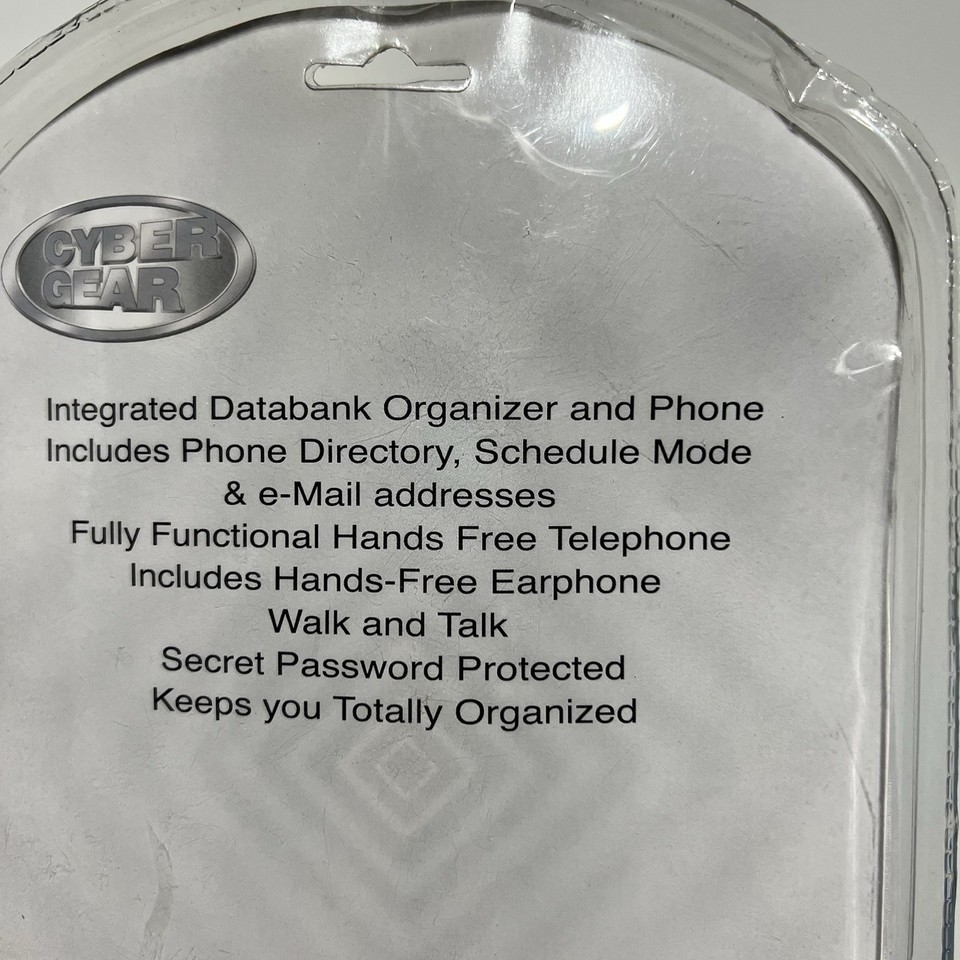 CYBER
GEAR
Integrated Databank Organizer and Phone
Includes Phone Directory, Schedule Mode
& e-Mail addresses
Fully Functional Hands Free Telephone
Includes Hands-Free Earphone
Walk and Talk
Secret Password Protected
Keeps you Totally Organized